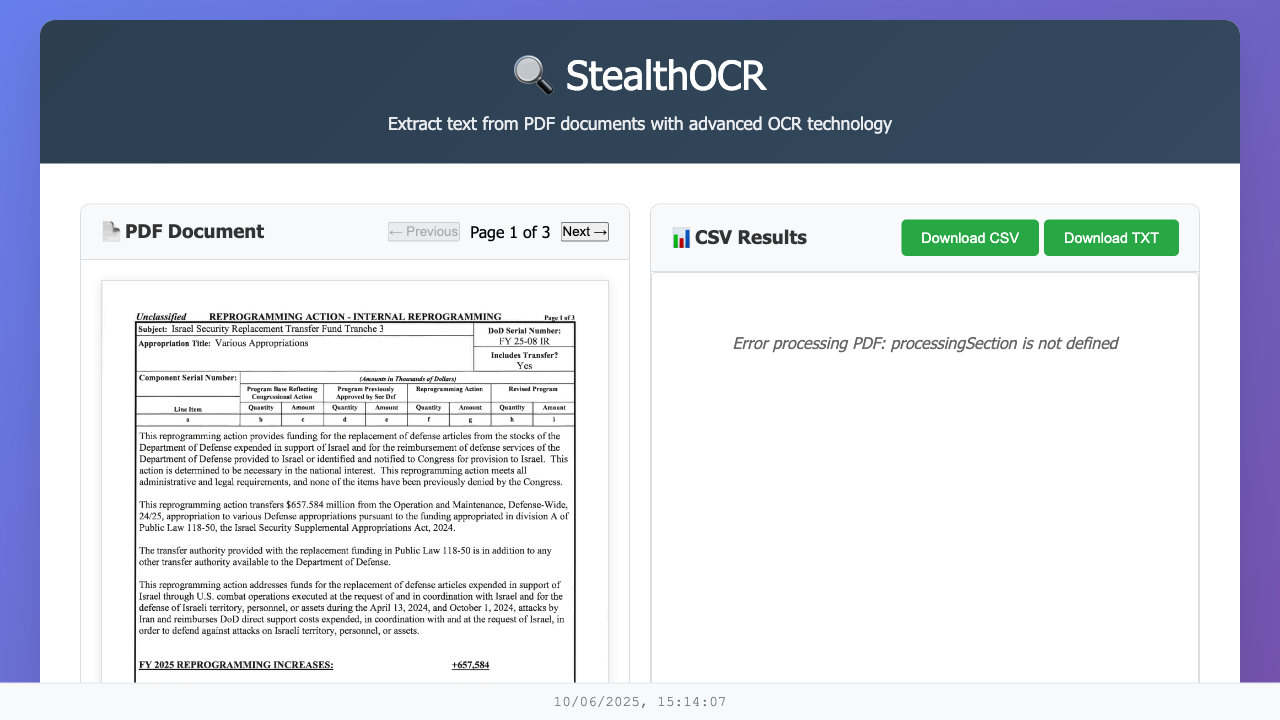 🔍 StealthOCR
Extract text from PDF documents with advanced OCR technology
📄 PDF Document
← Previous
Page 1 of 3
Next →
Unclassified REPROGRAMMING ACTION - INTERNAL REPROGRAMMING Page 1 of 3
Subject: Israel Security Replacement Transfer Fund Tranche 3
DoD Serial Number:
FY 25-08 IR
Appropriation Title: Various Appropriations
Includes Transfer?
Yes
Component Serial Number:
(Amounts in Thousands of Dollars)
Program Base Reflecting
Congressional Action
Program Previously
Approved by Sec Def
Reprogramming Action
Revised Program
Line Item
Quantity Amount Quantity Amount Quantity Amount Quantity Amount
a b c d e f g h i
This reprogramming action provides funding for the replacement of defense articles from the stocks of the
Department of Defense expended in support of Israel and for the reimbursement of defense services of the
Department of Defense provided to Israel or identified and notified to Congress for provision to Israel. This
action is determined to be necessary in the national interest. This reprogramming action meets all
administrative and legal requirements, and none of the items have been previously denied by the Congress.
This reprogramming action transfers $657.584 million from the Operation and Maintenance, Defense-Wide,
24/25, appropriation to various Defense appropriations pursuant to the funding appropriated in division A of
Public Law 118-50, the Israel Security Supplemental Appropriations Act, 2024.
The transfer authority provided with the replacement funding in Public Law 118-50 is in addition to any
other transfer authority available to the Department of Defense.
This reprogramming action addresses funds for the replacement of defense articles expended in support of
Israel through U.S. combat operations executed at the request of and in coordination with Israel and for the
defense of Israeli territory, personnel, or assets during the April 13, 2024, and October 1, 2024, attacks by
Iran and reimburses DoD direct support costs expended, in coordination with and at the request of Israel, in
order to defend against attacks on Israeli territory, personnel, or assets.
FY 2025 REPROGRAMMING INCREASES: +657,584
📊 CSV Results
Download CSV
Download TXT
Error processing PDF: processingSection is not defined
10/06/2025, 15:14:07